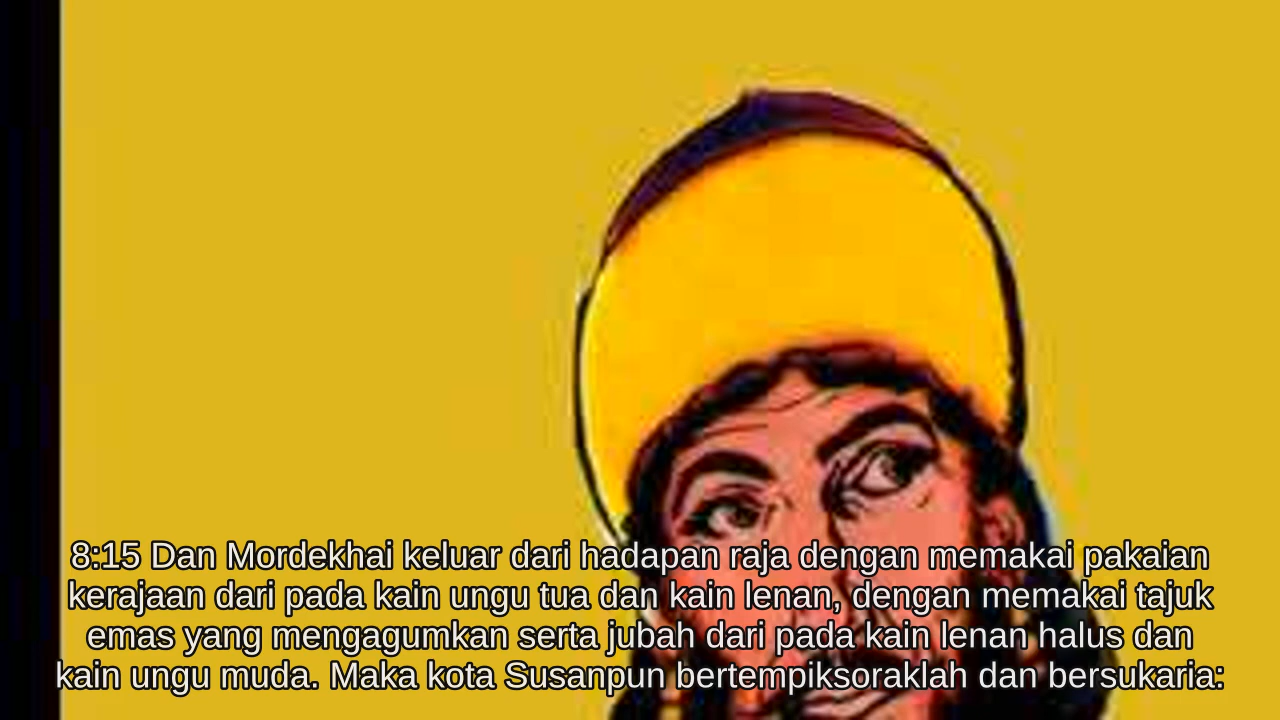 8:15 Dan Mordekhai keluar dari hadapan raja dengan memakai pakaian
kerajaan dari pada kain ungu tua dan kain lenan, dengan memakai tajuk
emas yang mengagumkan serta jubah dari pada kain lenan halus dan
kain ungu muda. Maka kota Susanpun bertempiksoraklah dan bersukaria: